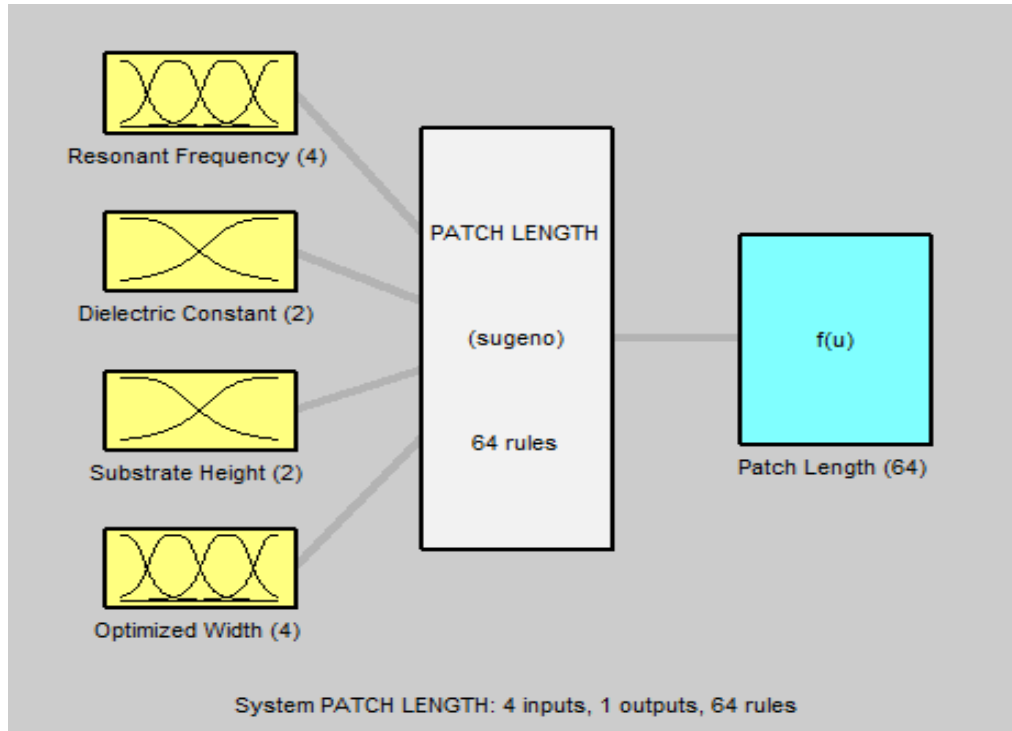 Resonant Frequency (4)
Dielectric Constant (2)
Substrate Height (2)
Optimized Width (4)
PATCH LENGTH
(sugeno)
64 rules
f(u)
Patch Length (64)
System PATCH LENGTH: 4 inputs, 1 outputs, 64 rules